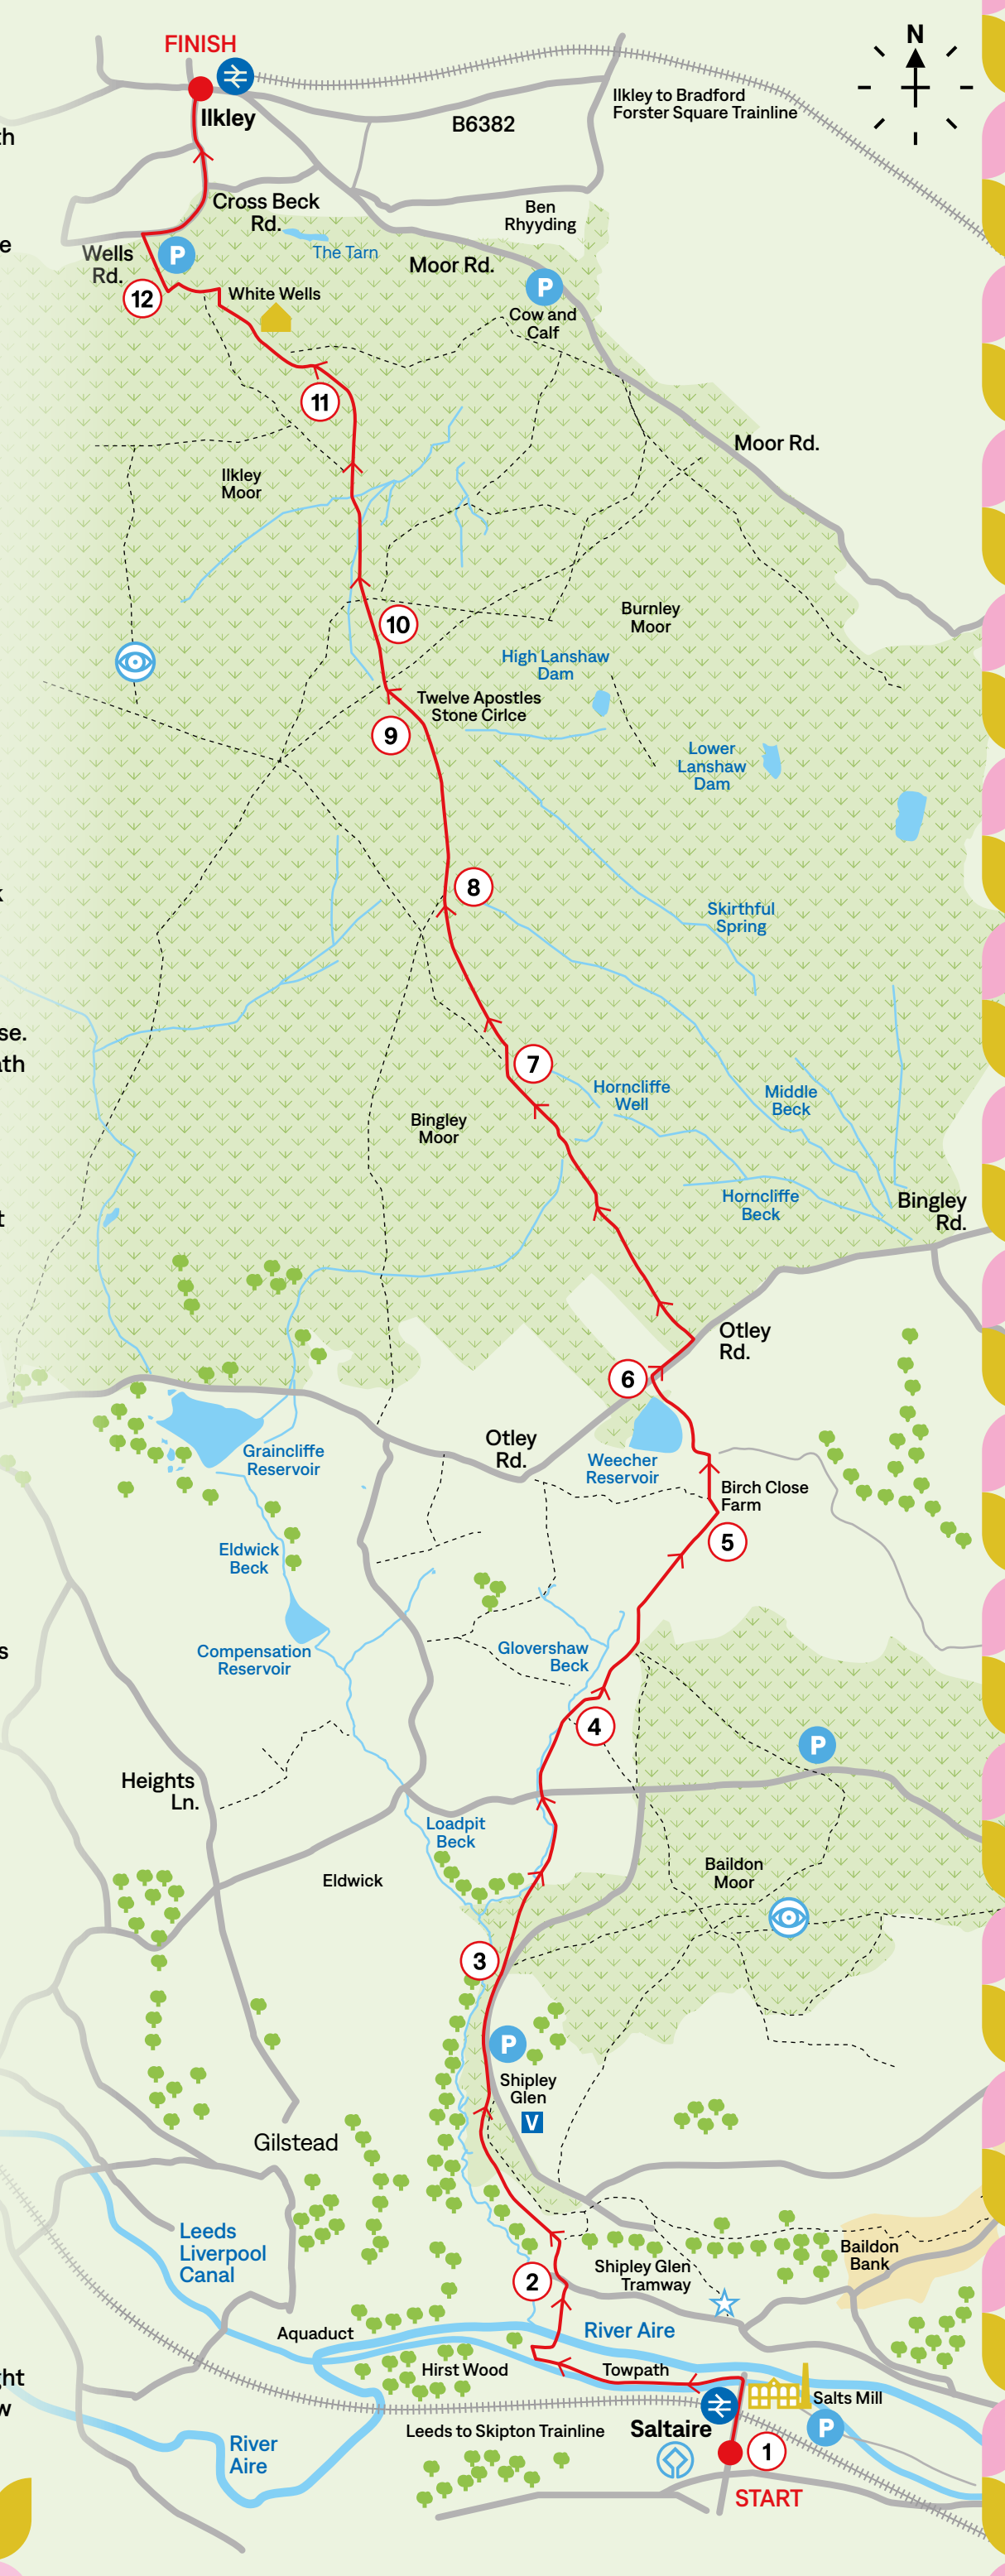 N
FINISH
Ilkley
Ilkley to Bradford
Forster Square Trainline
B6382
th
Cross Beck
Rd.
Ben
Rhyyding
e
Wells
Rd.
P
The Tarn
Moor Rd.
12
White Wells
P
Cow and
Calf
11
Moor Rd.
Ilkley
Moor
10
Burnley
Moor
High Lanshaw
Dam
Twelve Apostles
Stone Cirlce
9
Lower
Lanshaw
Dam
8
Skirthful
Spring
se.
ath
7
Horncliffe
Well
Middle
Beck
Bingley
Moor
Horncliffe
Beck
Bingley
Rd.
t
Otley
Rd.
6
Graincliffe
Reservoir
Otley
Rd.
Weecher
Reservoir
Birch Close
Farm
5
Eldwick
Beck
Compensation
Reservoir
Glovershaw
Beck
s
4
P
Heights
Ln.
Loadpit
Beck
Eldwick
Baildon
Moor
3
P
Shipley
Glen
V
Gilstead
Leeds
Liverpool
Canal
Baildon
Bank
2
Shipley Glen
Tramway
Aquaduct
River Aire
Hirst Wood
Towpath
ght
w
Salts Mill
P
Leeds to Skipton Trainline
Saltaire
1
River
Aire
START